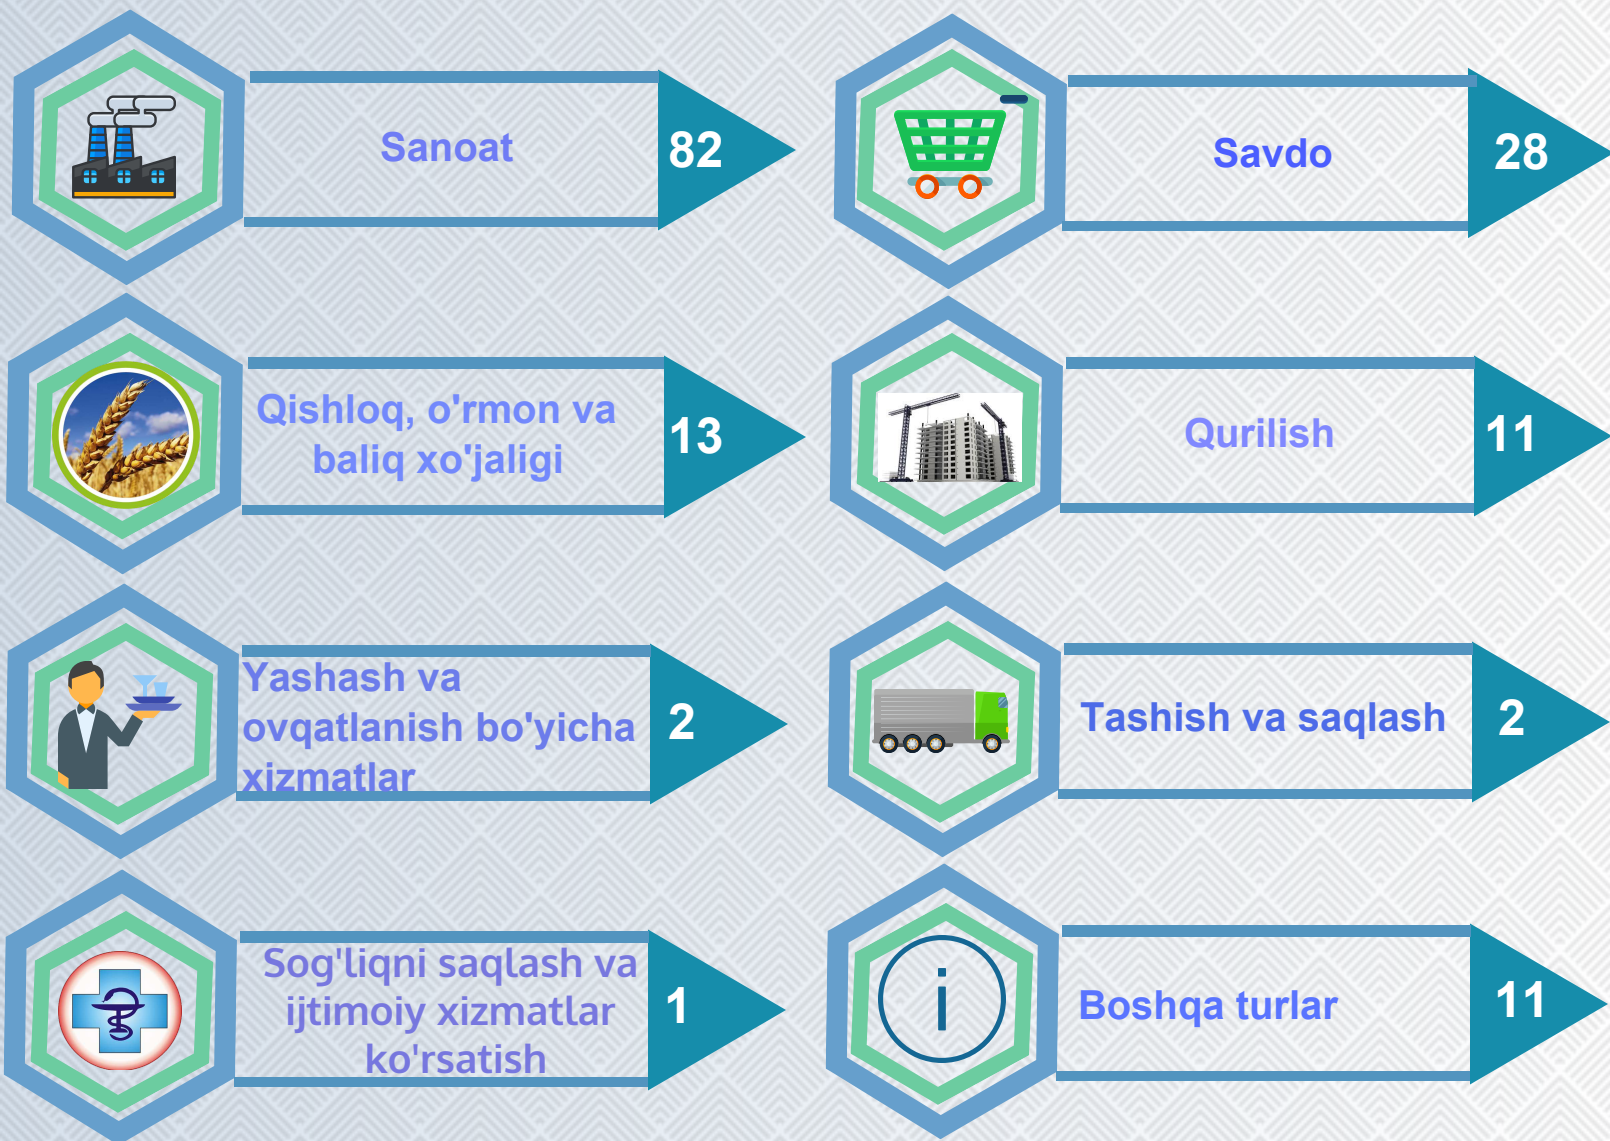 Sanoat
82
Savdo
28
Qishloq, o'rmon va
baliq xo'jaligi
13
Qurilish
11
Yashash va
ovqatlanish bo'yicha
xizmatlar
2
Tashish va saqlash
2
Sog'liqni saqlash va
ijtimoiy xizmatlar
ko'rsatish
1
i
Boshqa turlar
11